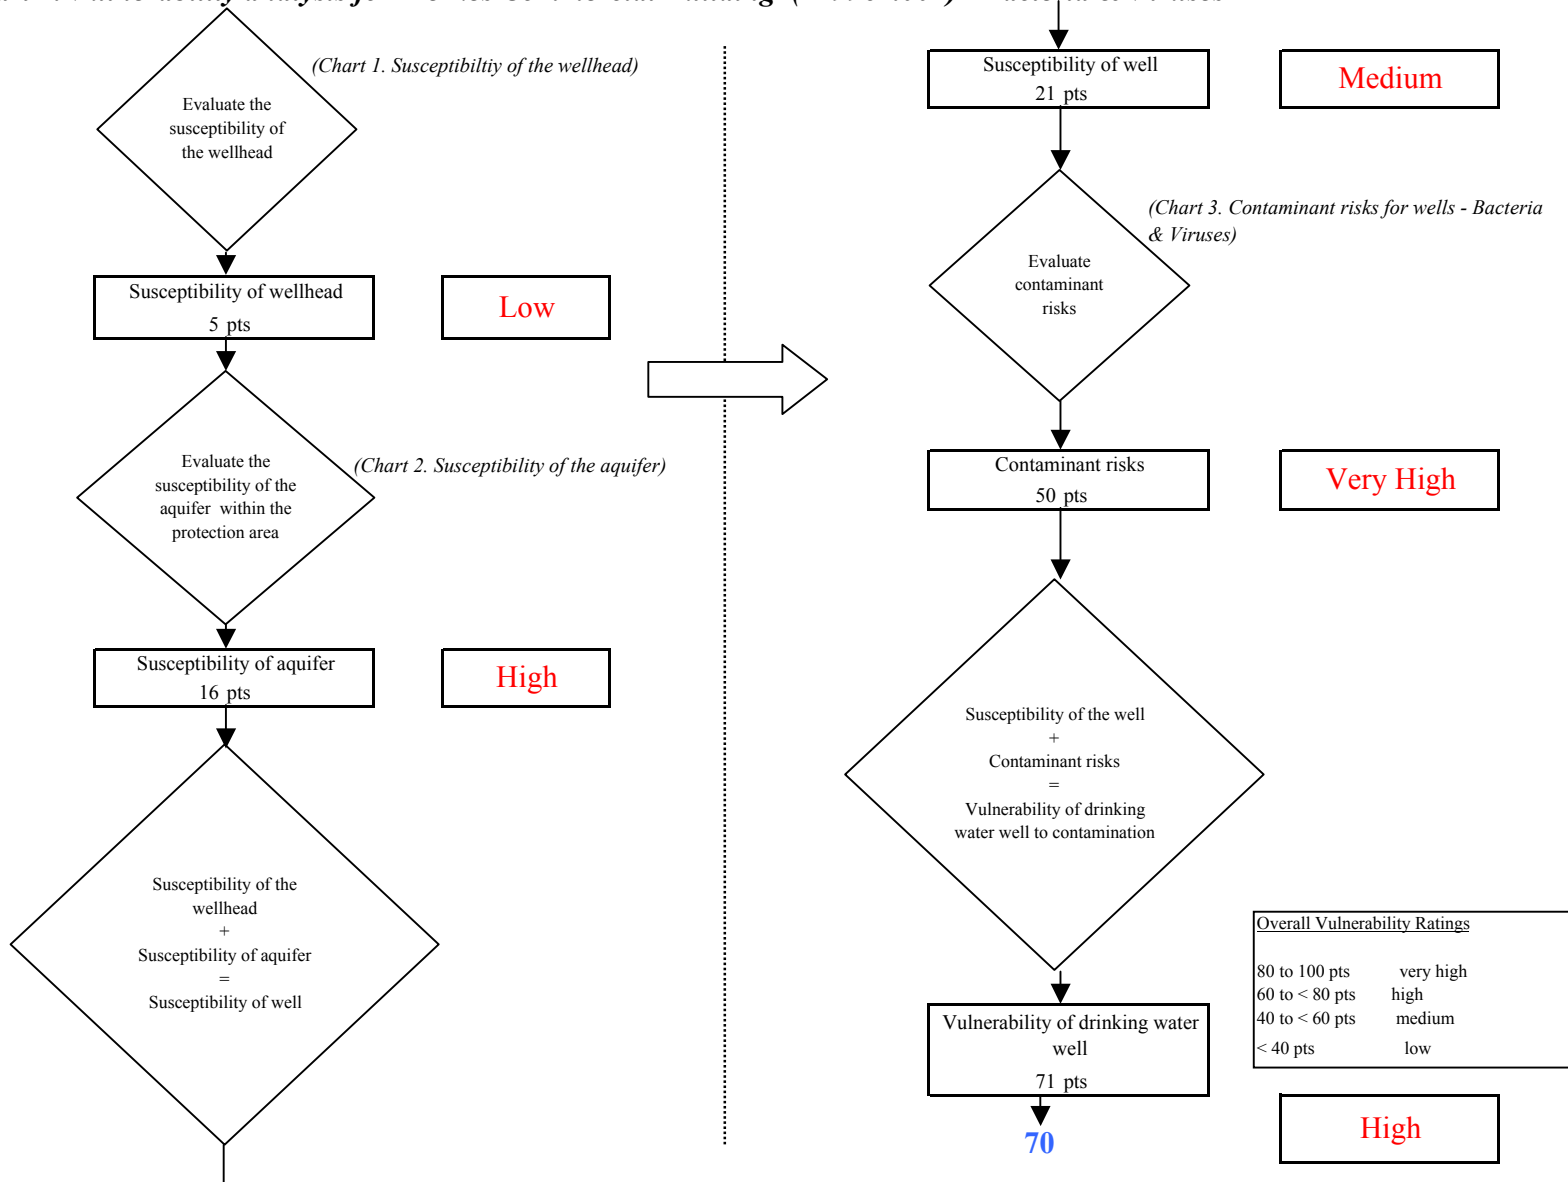 (Chart 1. Susceptibiltiy of the wellhead)
Evaluate the
susceptibility of
the wellhead
Susceptibility of wellhead
5 pts
Low
Evaluate the
susceptibility of the
aquifer within the
protection area
(Chart 2. Susceptibility of the aquifer)
Susceptibility of aquifer
16 pts
High
Susceptibility of the
wellhead
+
Susceptibility of aquifer
=
Susceptibility of well
Susceptibility of well
21 pts
Medium
(Chart 3. Contaminant risks for wells - Bacteria
& Viruses)
Evaluate
contaminant
risks
Contaminant risks
50 pts
Very High
Susceptibility of the well
+
Contaminant risks
=
Vulnerability of drinking
water well to contamination
Overall Vulnerability Ratings
80 to 100 pts very high
60 to < 80 pts high
40 to < 60 pts medium
< 40 pts low
Vulnerability of drinking water
well
71 pts
70
High